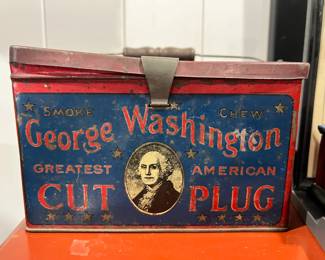 SMOKE CHEW
George Washington
GREATEST AMERICAN
CUT PLUG